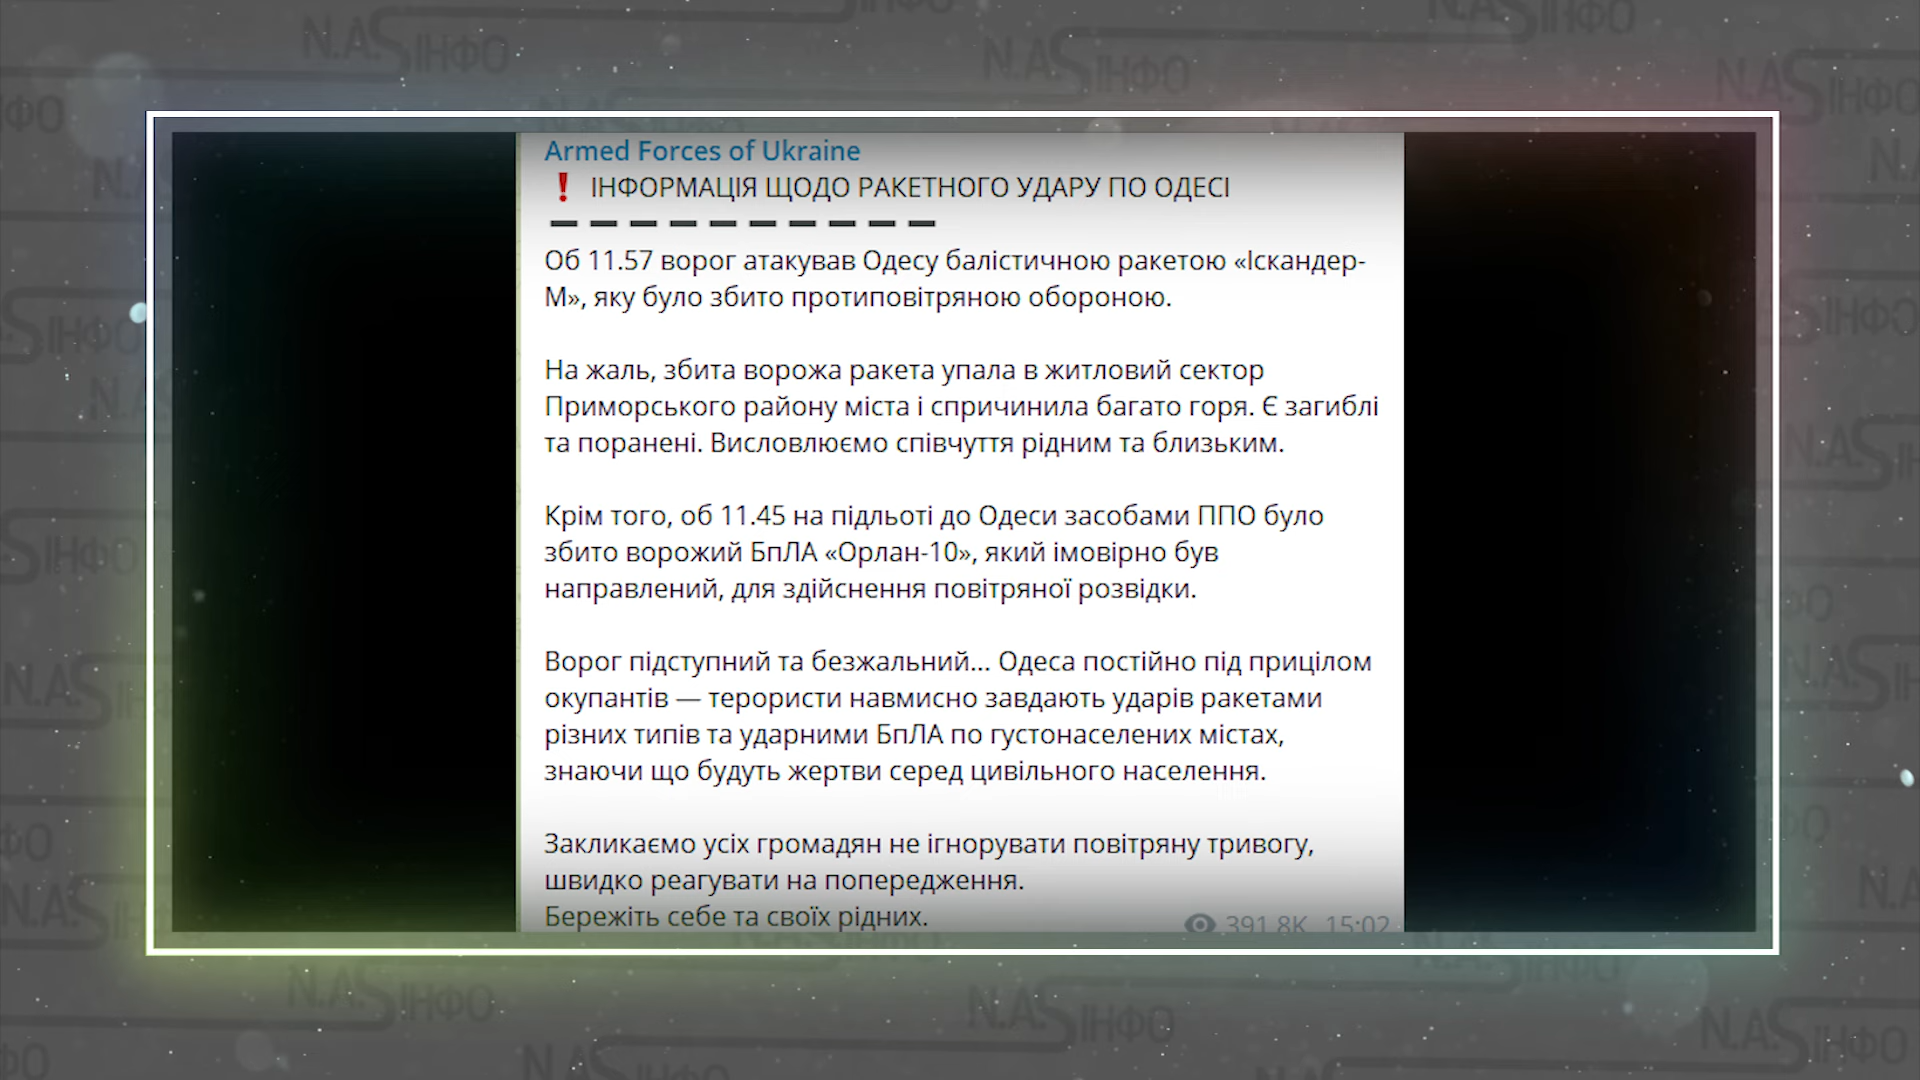 Armed Forces of Ukraine
❗ ІНФОРМАЦІЯ ЩОДО РАКЕТНОГО УДАРУ ПО ОДЕСІ
➖➖➖➖➖➖➖➖➖➖
Об 11.57 ворог атакував Одесу балістичною ракетою «Іскандер-
М», яку було збито протиповітряною обороною.
На жаль, збита ворожа ракета упала в житловий сектор
Приморського району міста і спричинила багато горя. Є загиблі
та поранені. Висловлюємо співчуття рідним та близьким.
Крім того, об 11.45 на підльоті до Одеси засобами ППО було
збито ворожий БпЛА «Орлан-10», який імовірно був
направлений, для здійснення повітряної розвідки.
Ворог підступний та безжальний... Одеса постійно під прицілом
окупантів — терористи навмисно завдають ударів ракетами
різних типів та ударними БпЛА по густонаселених містах,
знаючи що будуть жертви серед цивільного населення.
Закликаємо усіх громадян не ігнорувати повітряну тривогу,
швидко реагувати на попередження.
Бережіть себе та своїх рідних.
391.8K 15:02
N.A.S ІНФО